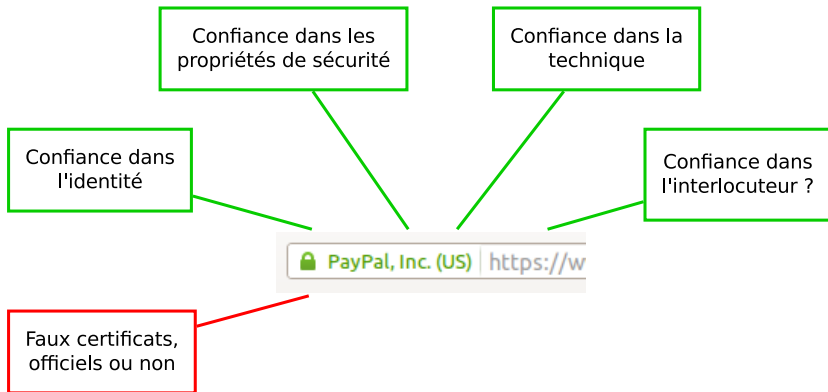 Confiance dans les
propriétés de sécurité
Confiance dans la
technique
Confiance dans
l'identité
Confiance dans
l'interlocuteur ?
PayPal, Inc. (US) https://w
Faux certificats,
officiels ou non